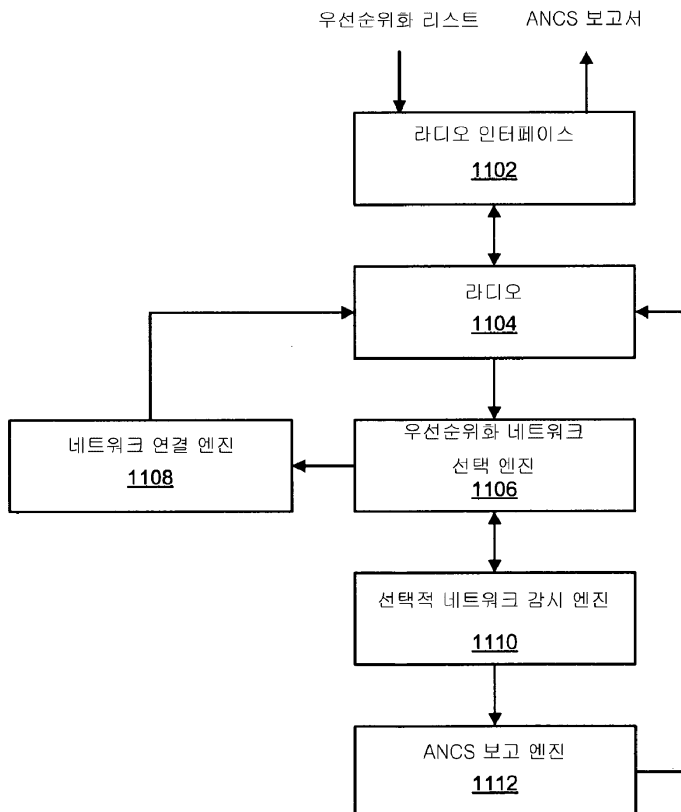 우선순위화 리스트
ANCS 보고서
라디오 인터페이스
1102
라디오
1104
네트워크 연결 엔진
1108
우선순위화 네트워크
선택 엔진
1106
선택적 네트워크 감시 엔진
1110
ANCS 보고 엔진
1112